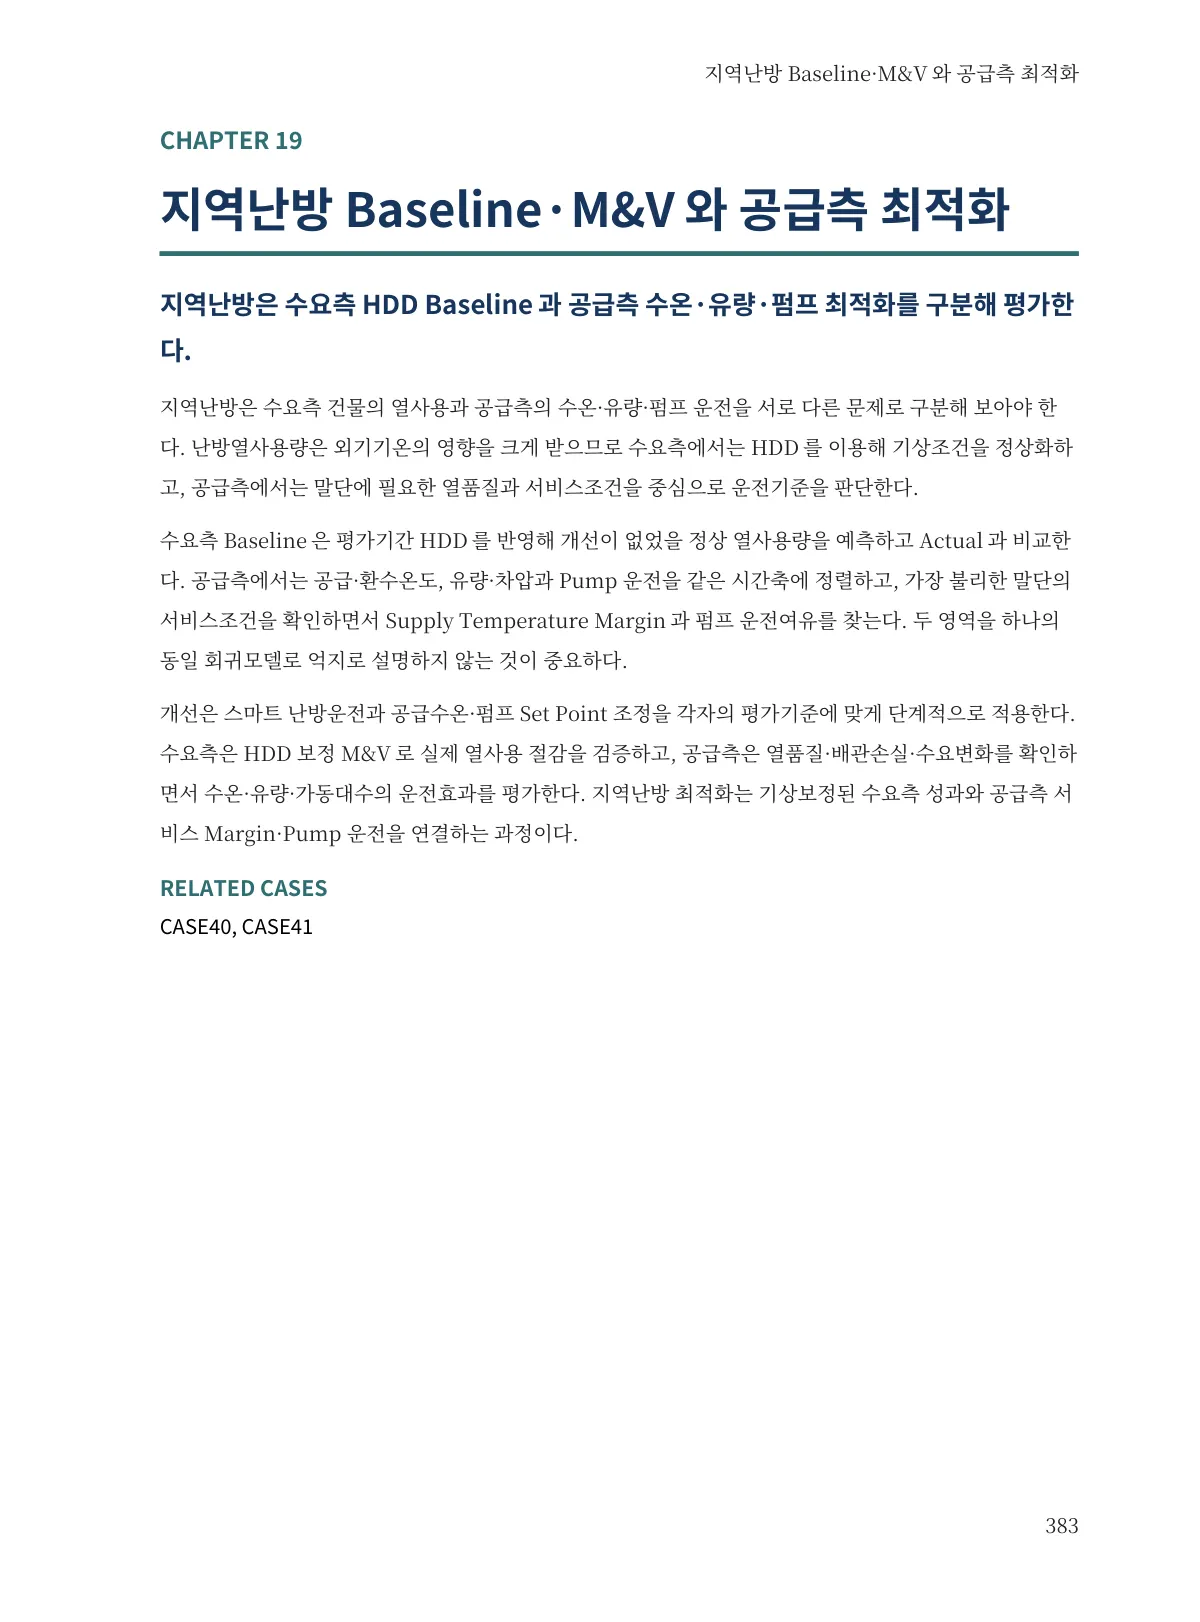 지역난방 Baseline·M&V 와 공급측 최적화
CHAPTER 19
지역난방 Baseline·M&V 와 공급측 최적화
지역난방은 수요측 HDD Baseline 과 공급측 수온·유량·펌프 최적화를 구분해 평가한
다.
지역난방은 수요측 건물의 열사용과 공급측의 수온·유량·펌프 운전을 서로 다른 문제로 구분해 보아야 한
다. 난방열사용량은 외기기온의 영향을 크게 받으므로 수요측에서는 HDD 를 이용해 기상조건을 정상화하
고, 공급측에서는 말단에 필요한 열품질과 서비스조건을 중심으로 운전기준을 판단한다.
수요측 Baseline 은 평가기간 HDD 를 반영해 개선이 없었을 정상 열사용량을 예측하고 Actual 과 비교한
다. 공급측에서는 공급·환수온도, 유량·차압과 Pump 운전을 같은 시간축에 정렬하고, 가장 불리한 말단의
서비스조건을 확인하면서 Supply Temperature Margin 과 펌프 운전여유를 찾는다. 두 영역을 하나의
동일 회귀모델로 억지로 설명하지 않는 것이 중요하다.
개선은 스마트 난방운전과 공급수온·펌프 Set Point 조정을 각자의 평가기준에 맞게 단계적으로 적용한다.
수요측은 HDD 보정 M&V 로 실제 열사용 절감을 검증하고, 공급측은 열품질·배관손실·수요변화를 확인하
면서 수온·유량·가동대수의 운전효과를 평가한다. 지역난방 최적화는 기상보정된 수요측 성과와 공급측 서
비스 Margin·Pump 운전을 연결하는 과정이다.
RELATED CASES
CASE40, CASE41
383